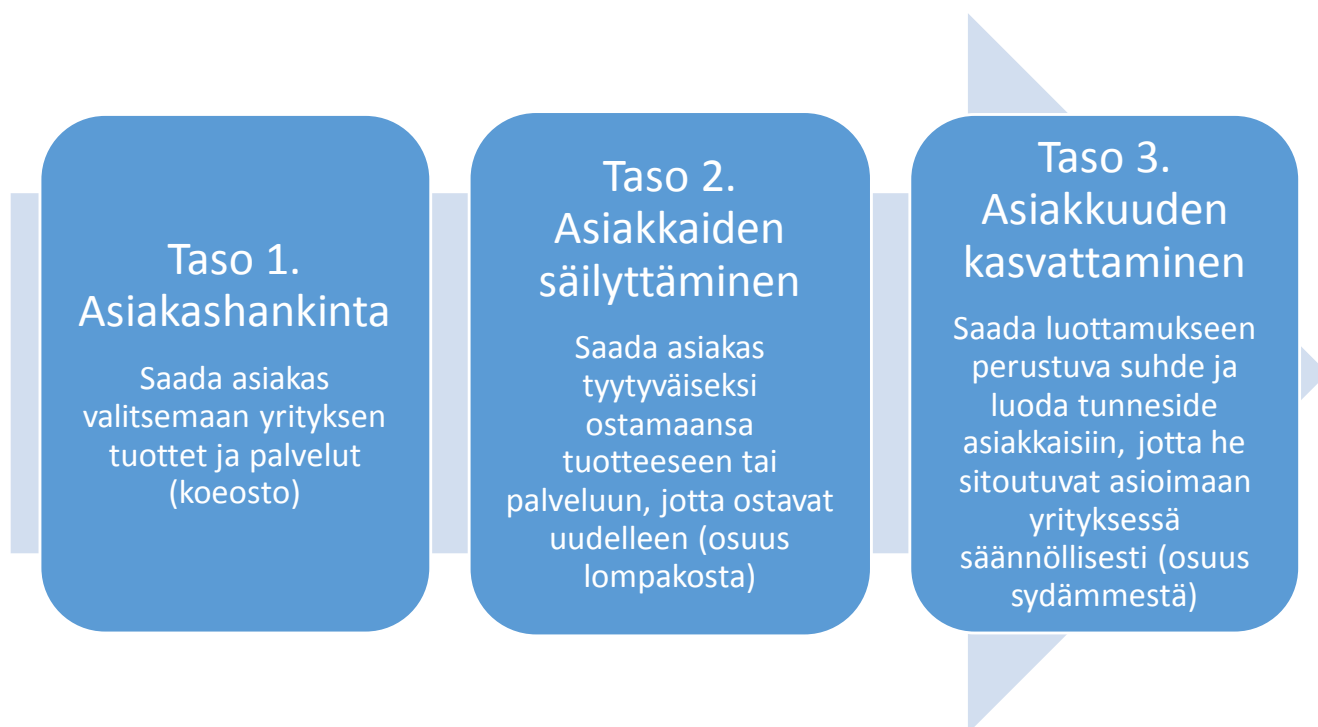 Taso 1.
Asiakashankinta
Saada asiakas
valitsemaan yrityksen
tuottet ja palvelut
(koeosto)
Taso 2.
Asiakkaiden
säilyttäminen
Saada asiakas
tyytyväiseksi
ostamaansa
tuotteeseen tai
palveluun, jotta ostavat
uudelleen (osuus
lompakosta)
Taso 3.
Asiakkuuden
kasvattaminen
Saada luottamukseen
perustuva suhde ja
luoda tunneside
asiakkaisiin, jotta he
sitoutuvat asioimaan
yrityksessä
säännöllisesti (osuus
sydämmestä)